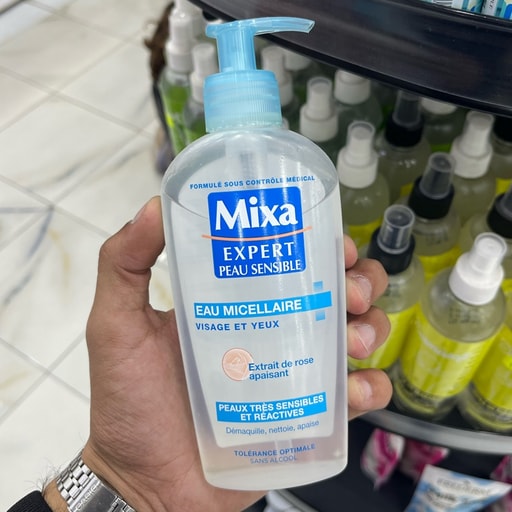 FORMULÉ SOUS CONTRÔLE MÉDICAL
Mixa
EXPERT
PEAU SENSIBLE
EAU MICELLAIRE
VISAGE ET YEUX
Extrait de rose
apaisant
PEAUX TRÈS SENSIBLES
ET RÉACTIVES
Démaquille, nettoie, apaise
TOLÉRANCE OPTIMALE
SANS ALCOOL